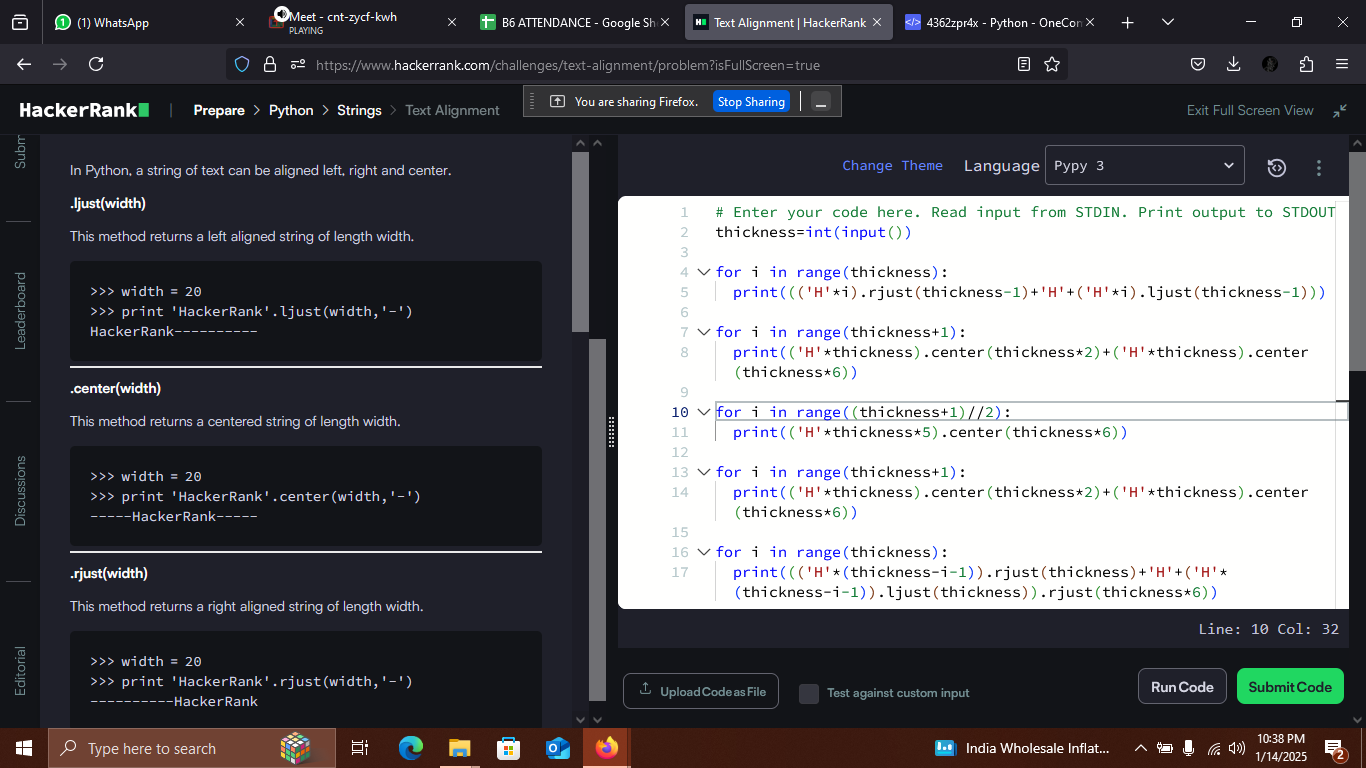 (1) WhatsApp
Meet - cnt-zycf-kwh
PLAYING
B6 ATTENDANCE - Google Sh
Text Alignment | HackerRank
4362zpr4x - Python - OneCon
https://www.hackerrank.com/challenges/text-alignment/problem?isFullScreen=true
HackerRank
Prepare > Python > Strings > Text Alignment
You are sharing Firefox. Stop Sharing
Exit Full Screen View
Subm
Leaderboard
Discussions
Editorial
In Python, a string of text can be aligned left, right and center.
.ljust(width)
This method returns a left aligned string of length width.
>>> width = 20
>>> print 'HackerRank'.ljust(width,'-')
HackerRank----------
.center(width)
This method returns a centered string of length width.
>>> width = 20
>>> print 'HackerRank'.center(width,'-')
-----HackerRank-----
.rjust(width)
This method returns a right aligned string of length width.
>>> width = 20
>>> print 'HackerRank'.rjust(width,'-')
----------HackerRank
Change Theme Language Pypy 3
1 # Enter your code here. Read input from STDIN. Print output to STDOUT
2 thickness=int(input())
3
4 for i in range(thickness):
5 print((('H'*i).rjust(thickness-1)+'H'+('H'*i).ljust(thickness-1)))
6
7 for i in range(thickness+1):
8 print(('H'*thickness).center(thickness*2)+('H'*thickness).center
(thickness*6))
9
10 for i in range((thickness+1)//2):
11 print(('H'*thickness*5).center(thickness*6))
12
13 for i in range(thickness+1):
14 print(('H'*thickness).center(thickness*2)+('H'*thickness).center
(thickness*6))
15
16 for i in range(thickness):
17 print((('H'*(thickness-i-1)).rjust(thickness)+'H'+('H'*
(thickness-i-1)).ljust(thickness)).rjust(thickness*6))
Line: 10 Col: 32
Upload Code as File
Test against custom input
Run Code
Submit Code
Type here to search
India Wholesale Inflat...
10:38 PM
1/14/2025
2